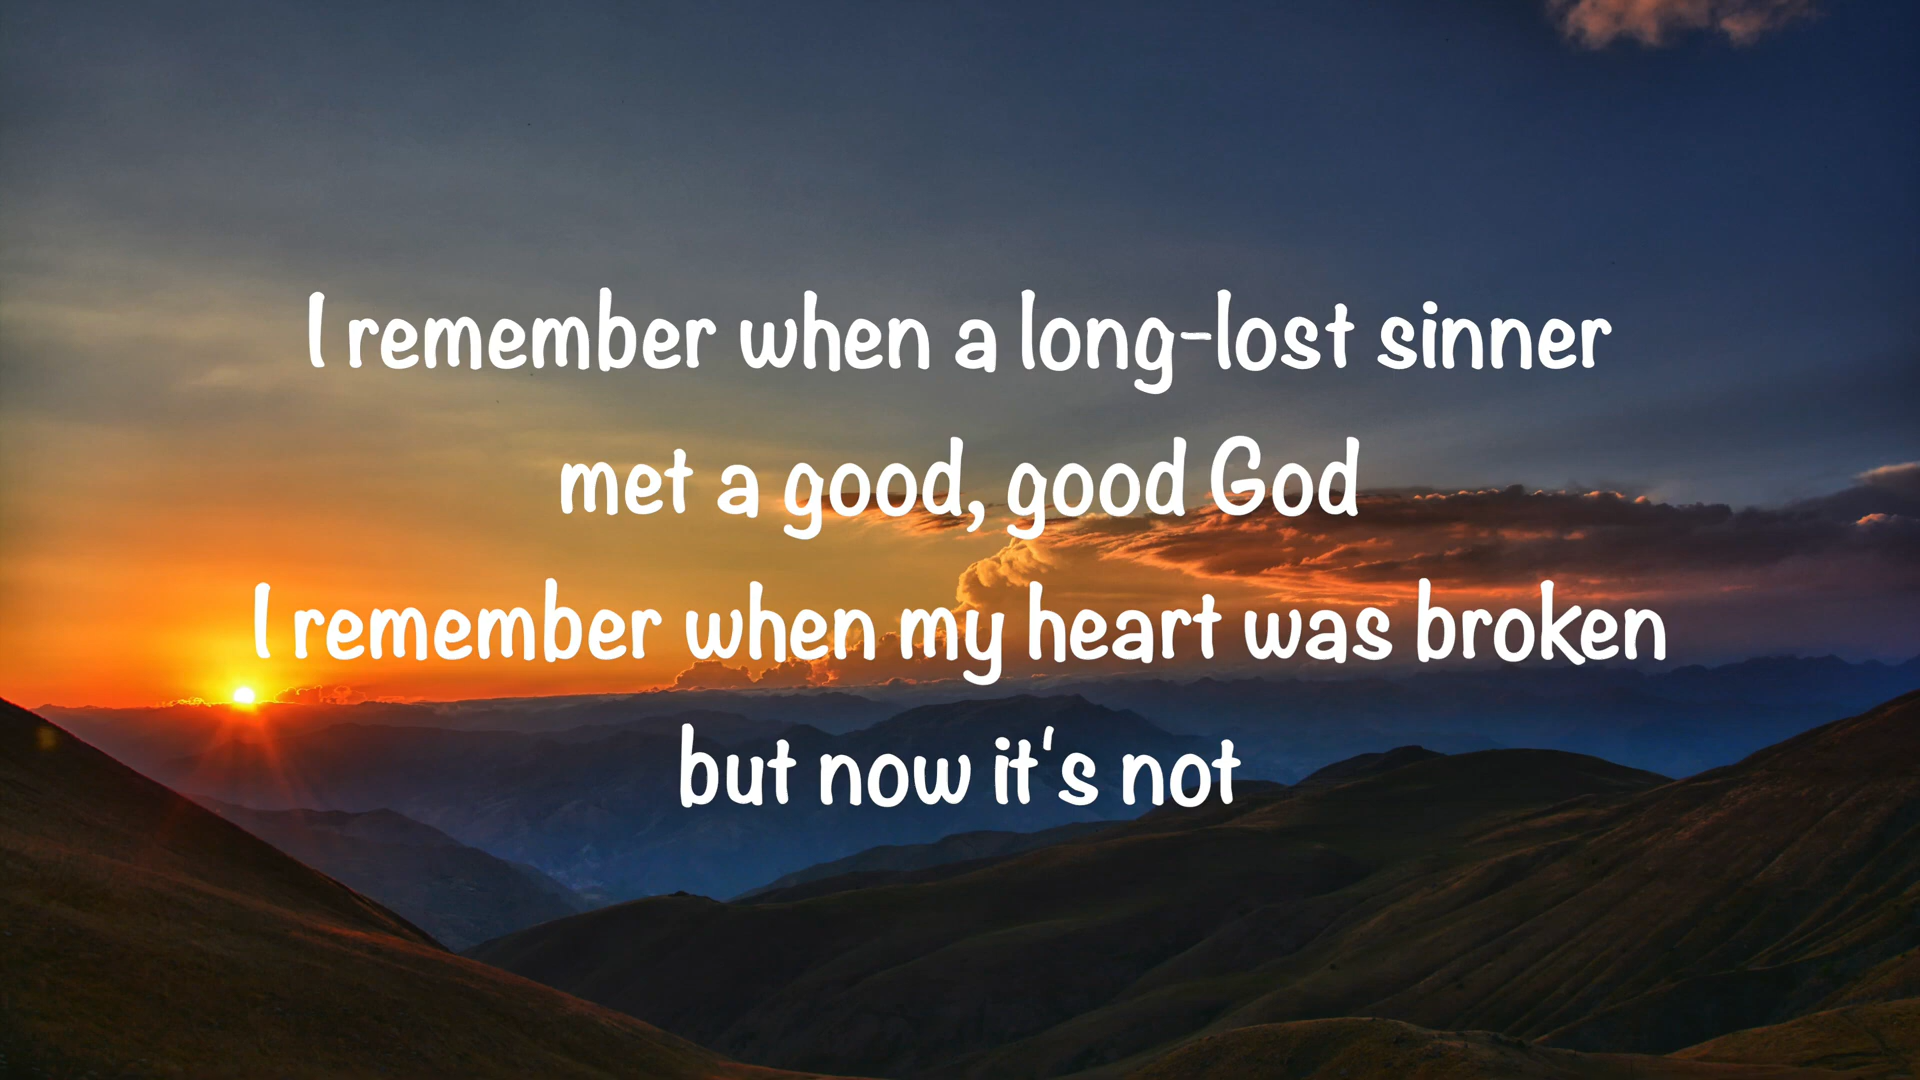 I remember when a long-lost sinner
met a good, good God
I remember when my heart was broken
but now it's not